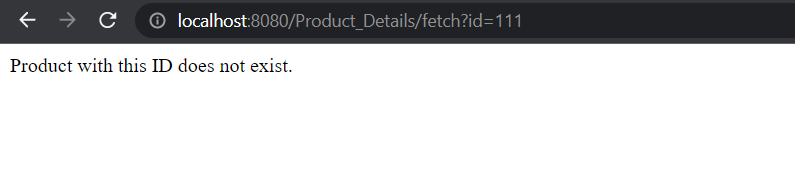 localhost:8080/Product_Details/fetch?id=111
Product with this ID does not exist.